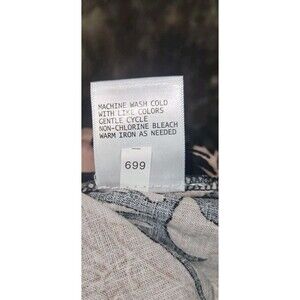 MACHINE WASH COLD
WITH LIKE COLORS
GENTLE CYCLE
NON-CHLORINE BLEACH
WARM IRON AS NEEDED
699